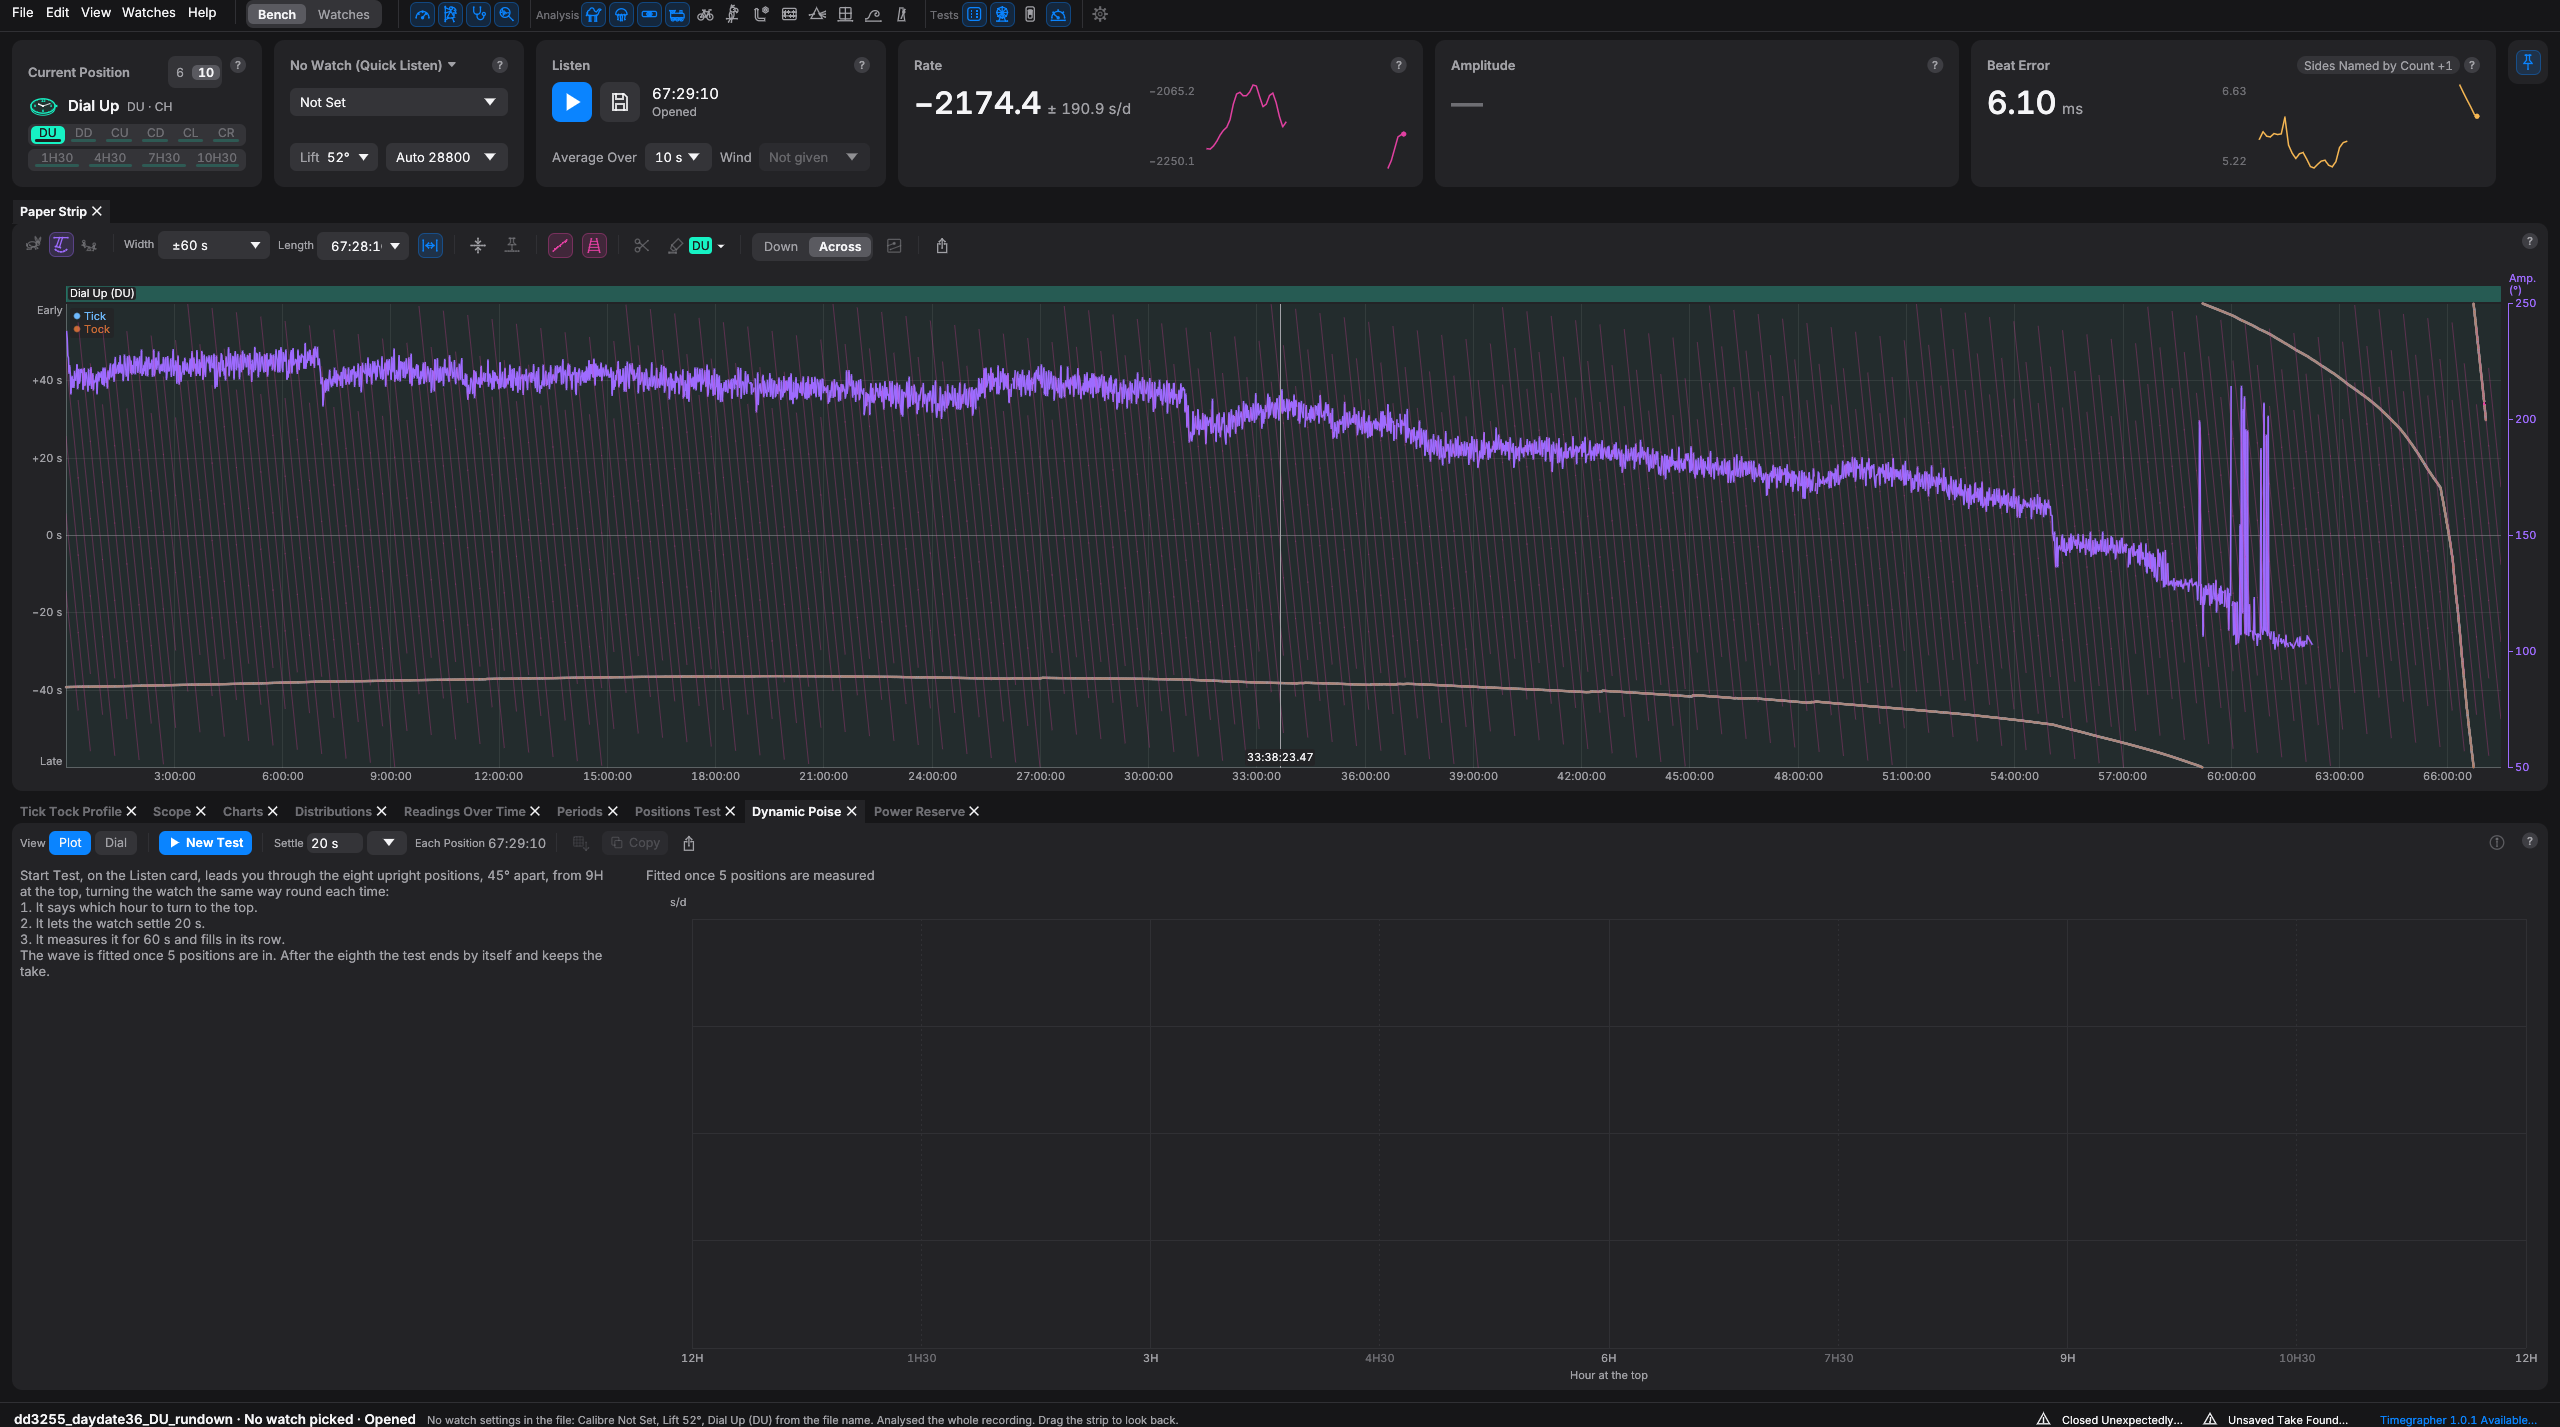 File Edit View Watches Help Bench Watches Analysis Tests
Current Position 6 10 ?
Dial Up DU · CH
DU DD CU CD CL CR
1H30 4H30 7H30 10H30
No Watch (Quick Listen) ?
Not Set
Lift 52° Auto 28800
Listen ?
67:29:10
Opened
Average Over 10 s Wind Not given
Rate ?
−2174.4 ± 190.9 s/d
−2065.2
−2250.1
Amplitude ?
—
Beat Error Sides Named by Count +1 ?
6.10 ms
6.63
5.22
Paper Strip
Width ±60 s Length 67:28:1 DU Down Across ?
Dial Up (DU)
Amp.
(°)
Early
Tick
Tock
+40 s
+20 s
0 s
−20 s
−40 s
Late
250
200
150
100
50
33:38:23.47
3:00:00 6:00:00 9:00:00 12:00:00 15:00:00 18:00:00 21:00:00 24:00:00 27:00:00 30:00:00 33:00:00 36:00:00 39:00:00 42:00:00 45:00:00 48:00:00 51:00:00 54:00:00 57:00:00 60:00:00 63:00:00 66:00:00
Tick Tock Profile Scope Charts Distributions Readings Over Time Periods Positions Test Dynamic Poise Power Reserve
View Plot Dial New Test Settle 20 s Each Position 67:29:10 Copy ?
Start Test, on the Listen card, leads you through the eight upright positions, 45° apart, from 9H
at the top, turning the watch the same way round each time:
1. It says which hour to turn to the top.
2. It lets the watch settle 20 s.
3. It measures it for 60 s and fills in its row.
The wave is fitted once 5 positions are in. After the eighth the test ends by itself and keeps the
take.
Fitted once 5 positions are measured
s/d
12H 1H30 3H 4H30 6H 7H30 9H 10H30 12H
Hour at the top
dd3255_daydate36_DU_rundown · No watch picked · Opened No watch settings in the file: Calibre Not Set, Lift 52°, Dial Up (DU) from the file name. Analysed the whole recording. Drag the strip to look back. Closed Unexpectedly... Unsaved Take Found... Timegrapher 1.0.1 Available...